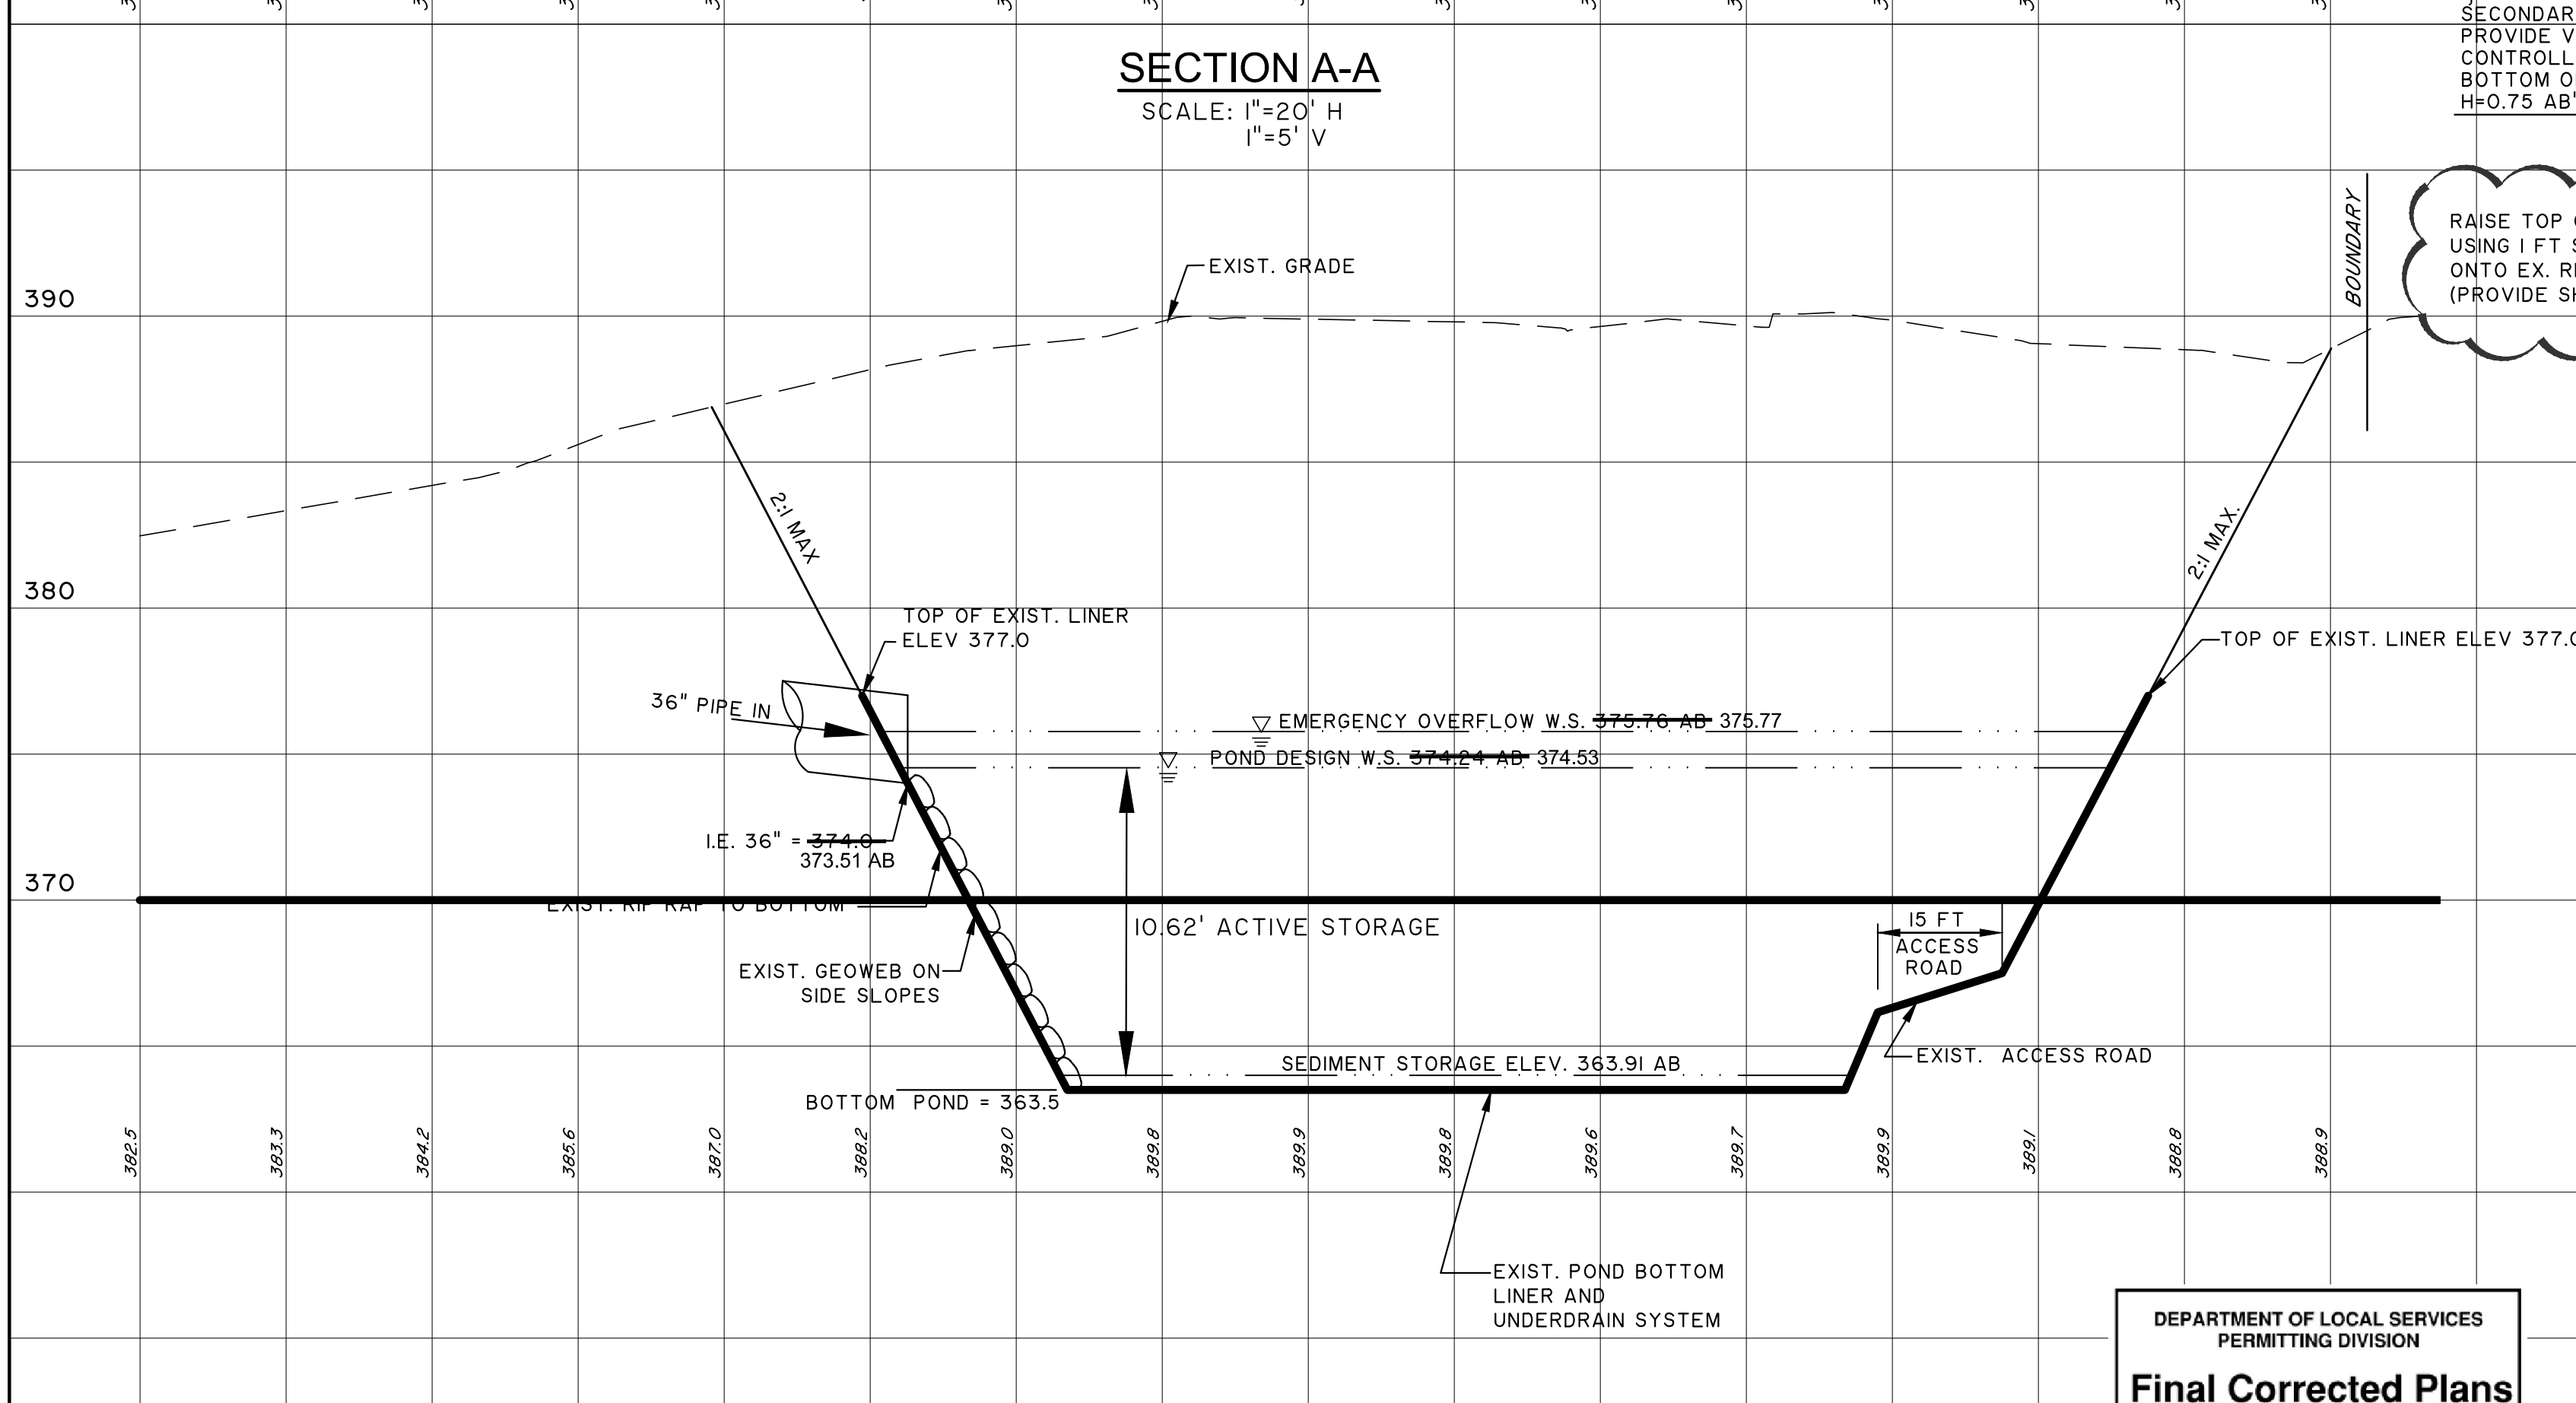 SECTION A-A
SCALE: 1"=20' H
1"=5' V
SECONDAR
PROVIDE V
CONTROLL
BOTTOM O
H=0.75 AB'
BOUNDARY
RAISE TOP
USING 1 FT
ONTO EX. R
(PROVIDE SH
EXIST. GRADE
390
2:1 MAX
2:1 MAX.
380
TOP OF EXIST. LINER
ELEV 377.0
TOP OF EXIST. LINER ELEV 377.0
36" PIPE IN
EMERGENCY OVERFLOW W.S. 375.76 AB 375.77
POND DESIGN W.S. 374.24 AB 374.53
I.E. 36" = 374.0
373.51 AB
370
EXIST. RIP RAP TO BOTTOM
10.62' ACTIVE STORAGE
15 FT
ACCESS
ROAD
EXIST. GEOWEB ON
SIDE SLOPES
SEDIMENT STORAGE ELEV. 363.91 AB
EXIST. ACCESS ROAD
BOTTOM POND = 363.5
382.5
383.3
384.2
385.6
387.0
388.2
389.0
389.8
389.9
389.8
389.6
389.7
389.9
389.1
388.8
388.9
EXIST. POND BOTTOM
LINER AND
UNDERDRAIN SYSTEM
DEPARTMENT OF LOCAL SERVICES
PERMITTING DIVISION
Final Corrected Plans